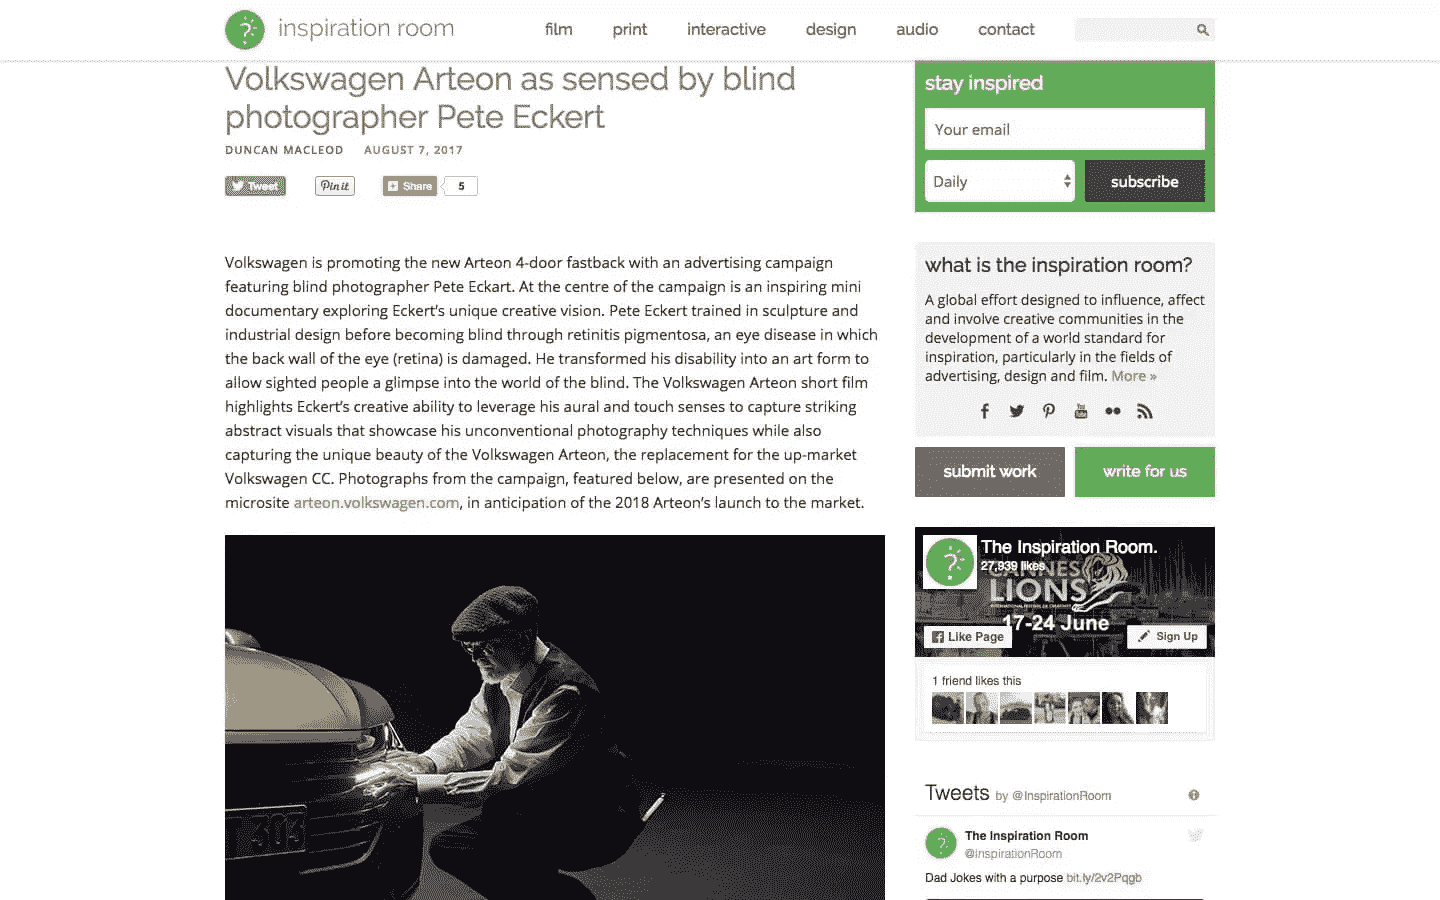 inspiration room
film print interactive design audio contact
Volkswagen Arteon as sensed by blind
photographer Pete Eckert
DUNCAN MACLEOD AUGUST 7, 2017
Tweet Pin it Share 5
Volkswagen is promoting the new Arteon 4-door fastback with an advertising campaign
featuring blind photographer Pete Eckart. At the centre of the campaign is an inspiring mini
documentary exploring Eckert’s unique creative vision. Pete Eckert trained in sculpture and
industrial design before becoming blind through retinitis pigmentosa, an eye disease in which
the back wall of the eye (retina) is damaged. He transformed his disability into an art form to
allow sighted people a glimpse into the world of the blind. The Volkswagen Arteon short film
highlights Eckert’s creative ability to leverage his aural and touch senses to capture striking
abstract visuals that showcase his unconventional photography techniques while also
capturing the unique beauty of the Volkswagen Arteon, the replacement for the up-market
Volkswagen CC. Photographs from the campaign, featured below, are presented on the
microsite arteon.volkswagen.com, in anticipation of the 2018 Arteon’s launch to the market.
303
stay inspired
Your email
Daily subscribe
what is the inspiration room?
A global effort designed to influence, affect
and involve creative communities in the
development of a world standard for
inspiration, particularly in the fields of
advertising, design and film. More »
You Tube
submit work write for us
The Inspiration Room.
27,939 likes
CANNES
LIONS
INTERNATIONAL FESTIVAL OF CREATIVITY
17-24 June
Like Page Sign Up
1 friend likes this
Tweets by @InspirationRoom
The Inspiration Room
@InspirationRoom
Dad Jokes with a purpose bit.ly/2v2Pqgb